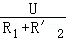 U
R₁+R′ ₂